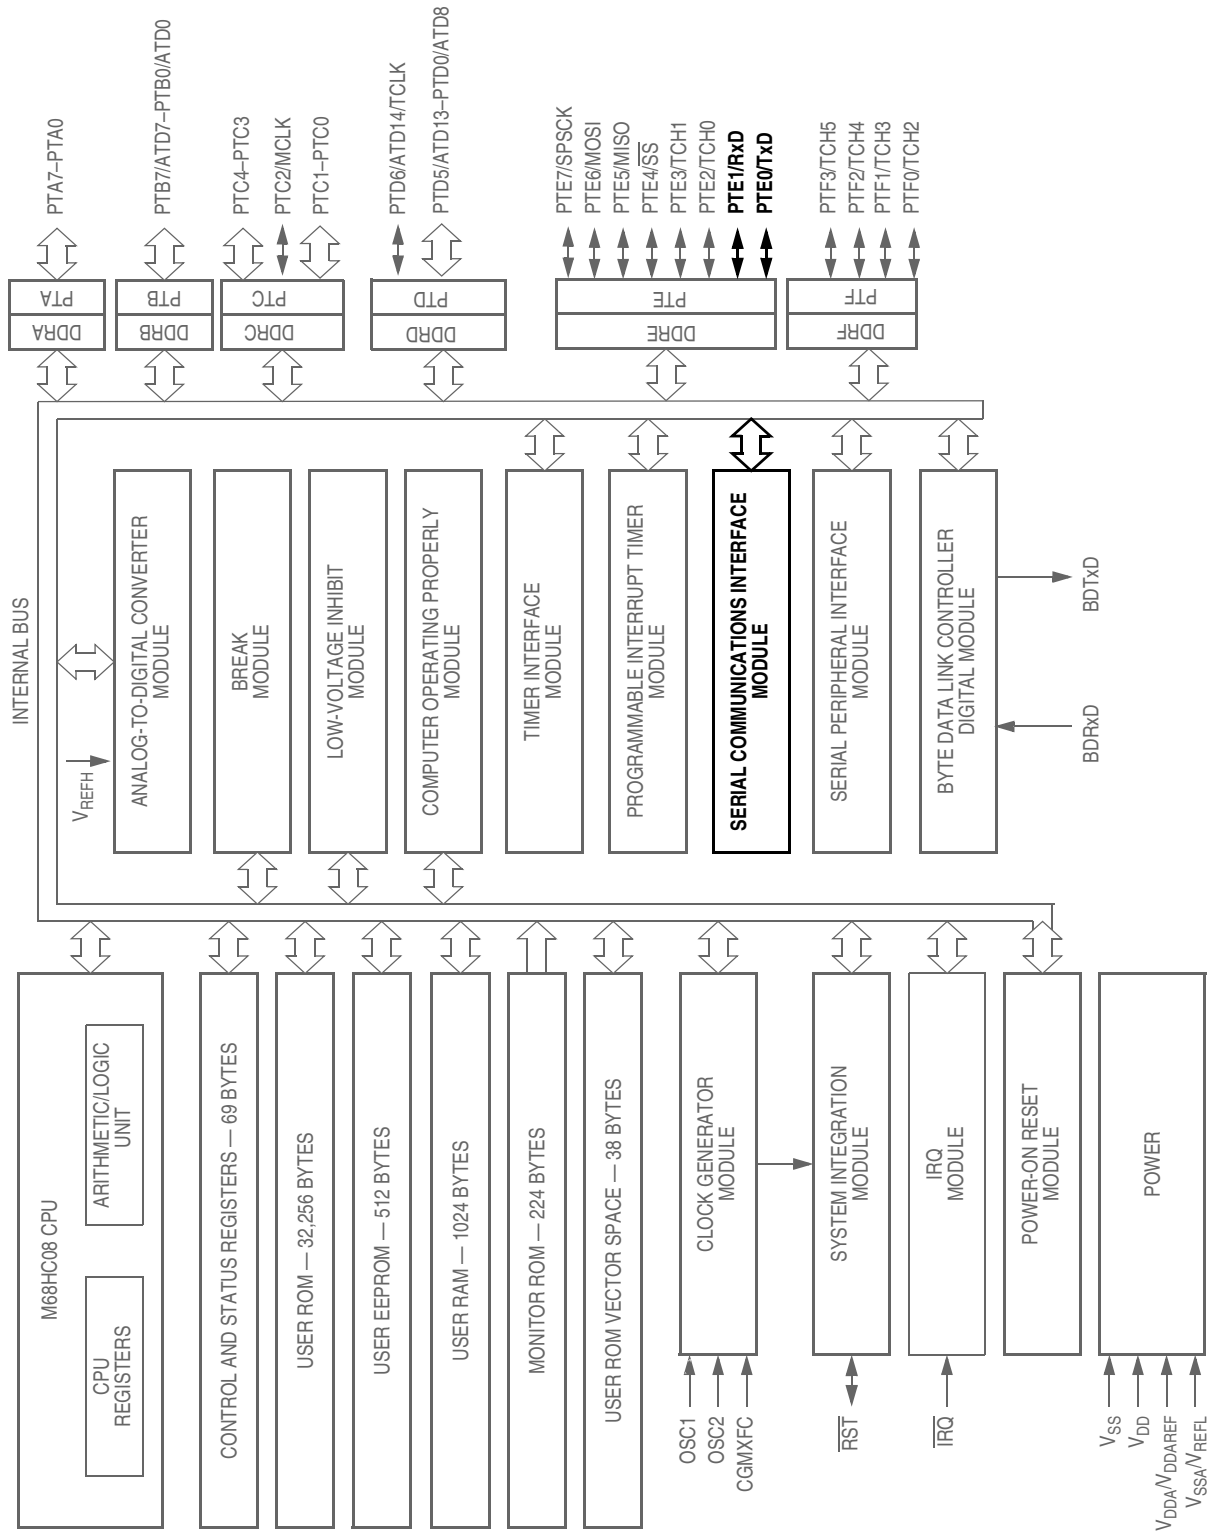 M68HC08 CPU
CPU
REGISTERS
ARITHMETIC/LOGIC
UNIT
CONTROL AND STATUS REGISTERS — 69 BYTES
USER ROM — 32,256 BYTES
USER EEPROM — 512 BYTES
USER RAM — 1024 BYTES
MONITOR ROM — 224 BYTES
USER ROM VECTOR SPACE — 38 BYTES
OSC1
OSC2
CGMXFC
CLOCK GENERATOR
MODULE
RST
SYSTEM INTEGRATION
MODULE
IRQ
IRQ
MODULE
POWER-ON RESET
MODULE
VSS
VDD
VDDA/VDDAREF
VSSA/VREFL
POWER
INTERNAL BUS
VREFH
ANALOG-TO-DIGITAL CONVERTER
MODULE
BREAK
MODULE
LOW-VOLTAGE INHIBIT
MODULE
COMPUTER OPERATING PROPERLY
MODULE
TIMER INTERFACE
MODULE
PROGRAMMABLE INTERRUPT TIMER
MODULE
SERIAL COMMUNICATIONS INTERFACE
MODULE
SERIAL PERIPHERAL INTERFACE
MODULE
BYTE DATA LINK CONTROLLER
DIGITAL MODULE
BDRxD
BDTxD
DDRA
PTA
PTA7–PTA0
DDRB
PTB
PTB7/ATD7–PTB0/ATD0
DDRC
PTC
PTC4–PTC3
PTC2/MCLK
PTC1–PTC0
DDRD
PTD
PTD6/ATD14/TCLK
PTD5/ATD13–PTD0/ATD8
DDRE
PTE
PTE7/SPSCK
PTE6/MOSI
PTE5/MISO
PTE4/SS
PTE3/TCH1
PTE2/TCH0
PTE1/RxD
PTE0/TxD
DDRF
PTF
PTF3/TCH5
PTF2/TCH4
PTF1/TCH3
PTF0/TCH2